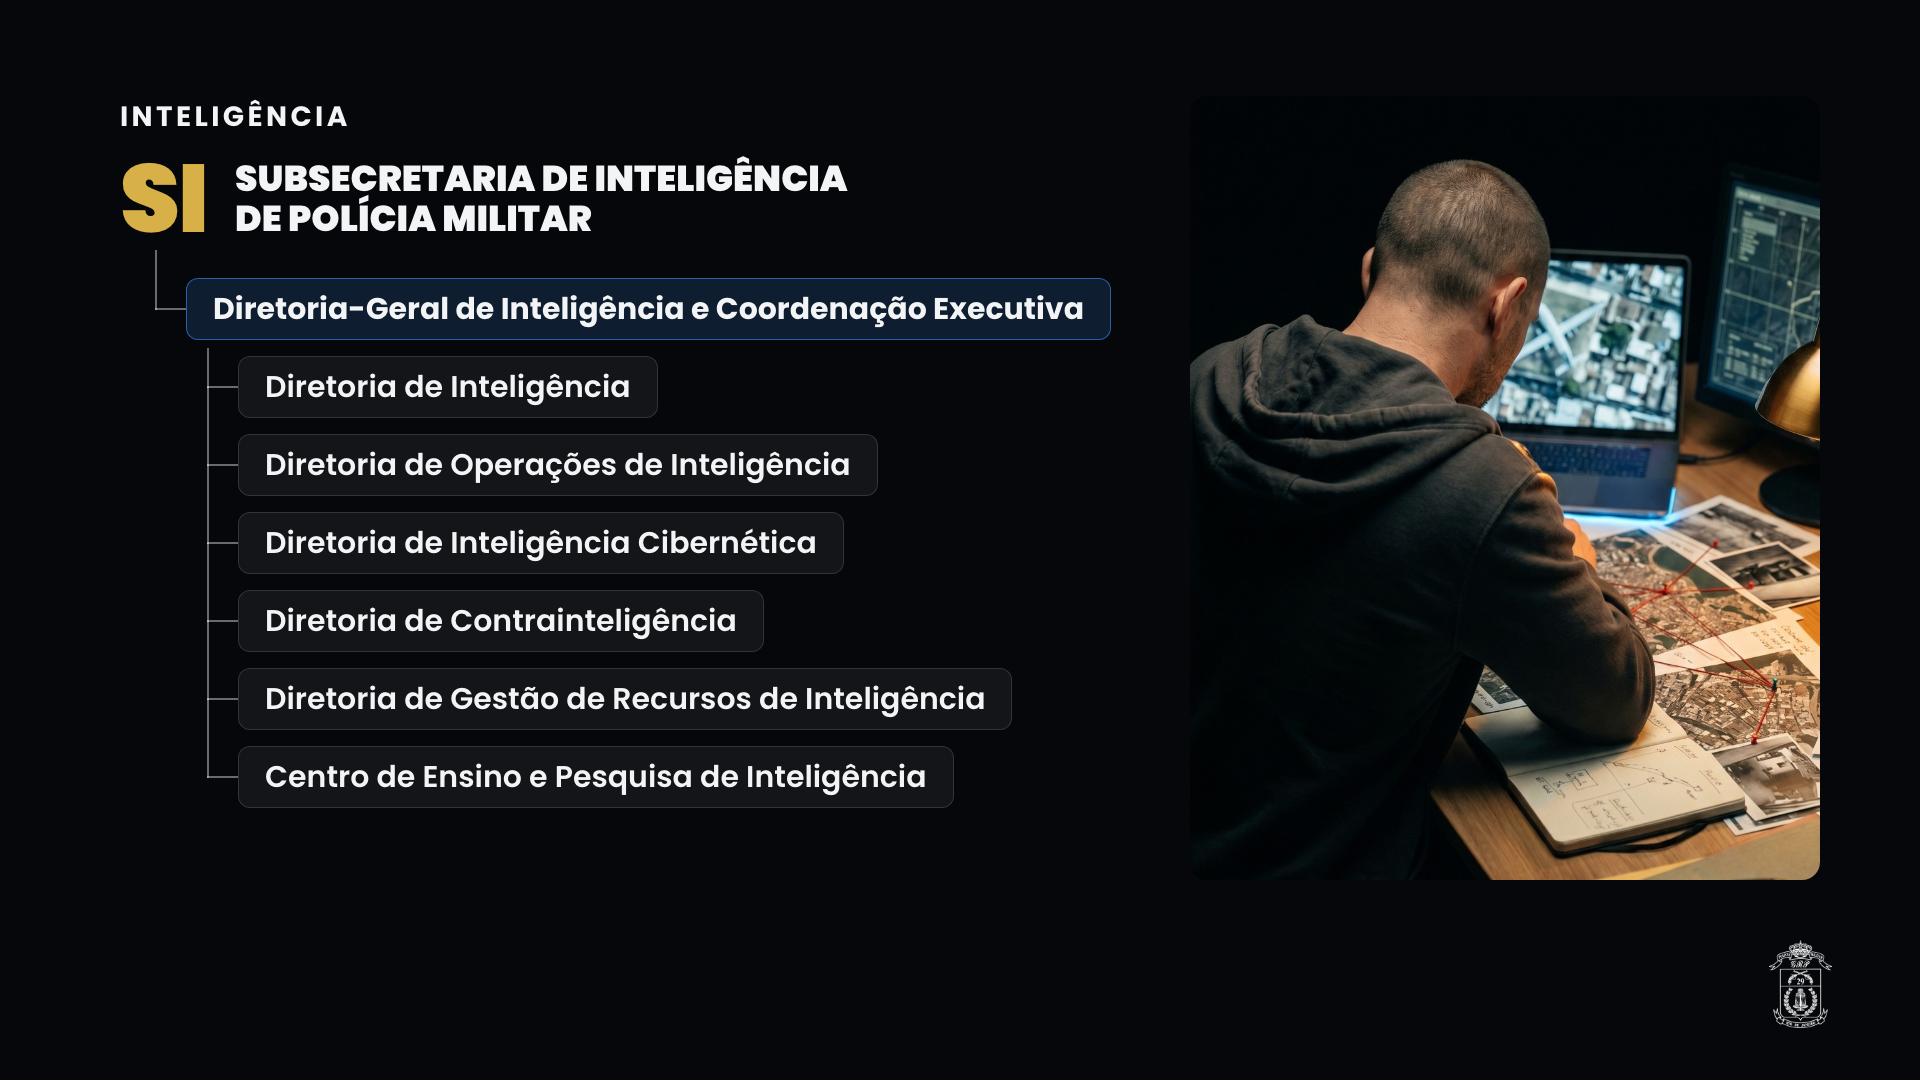 INTELIGÊNCIA
SI
SUBSECRETARIA DE INTELIGÊNCIA
DE POLÍCIA MILITAR
Diretoria-Geral de Inteligência e Coordenação Executiva
Diretoria de Inteligência
Diretoria de Operações de Inteligência
Diretoria de Inteligência Cibernética
Diretoria de Contrainteligência
Diretoria de Gestão de Recursos de Inteligência
Centro de Ensino e Pesquisa de Inteligência